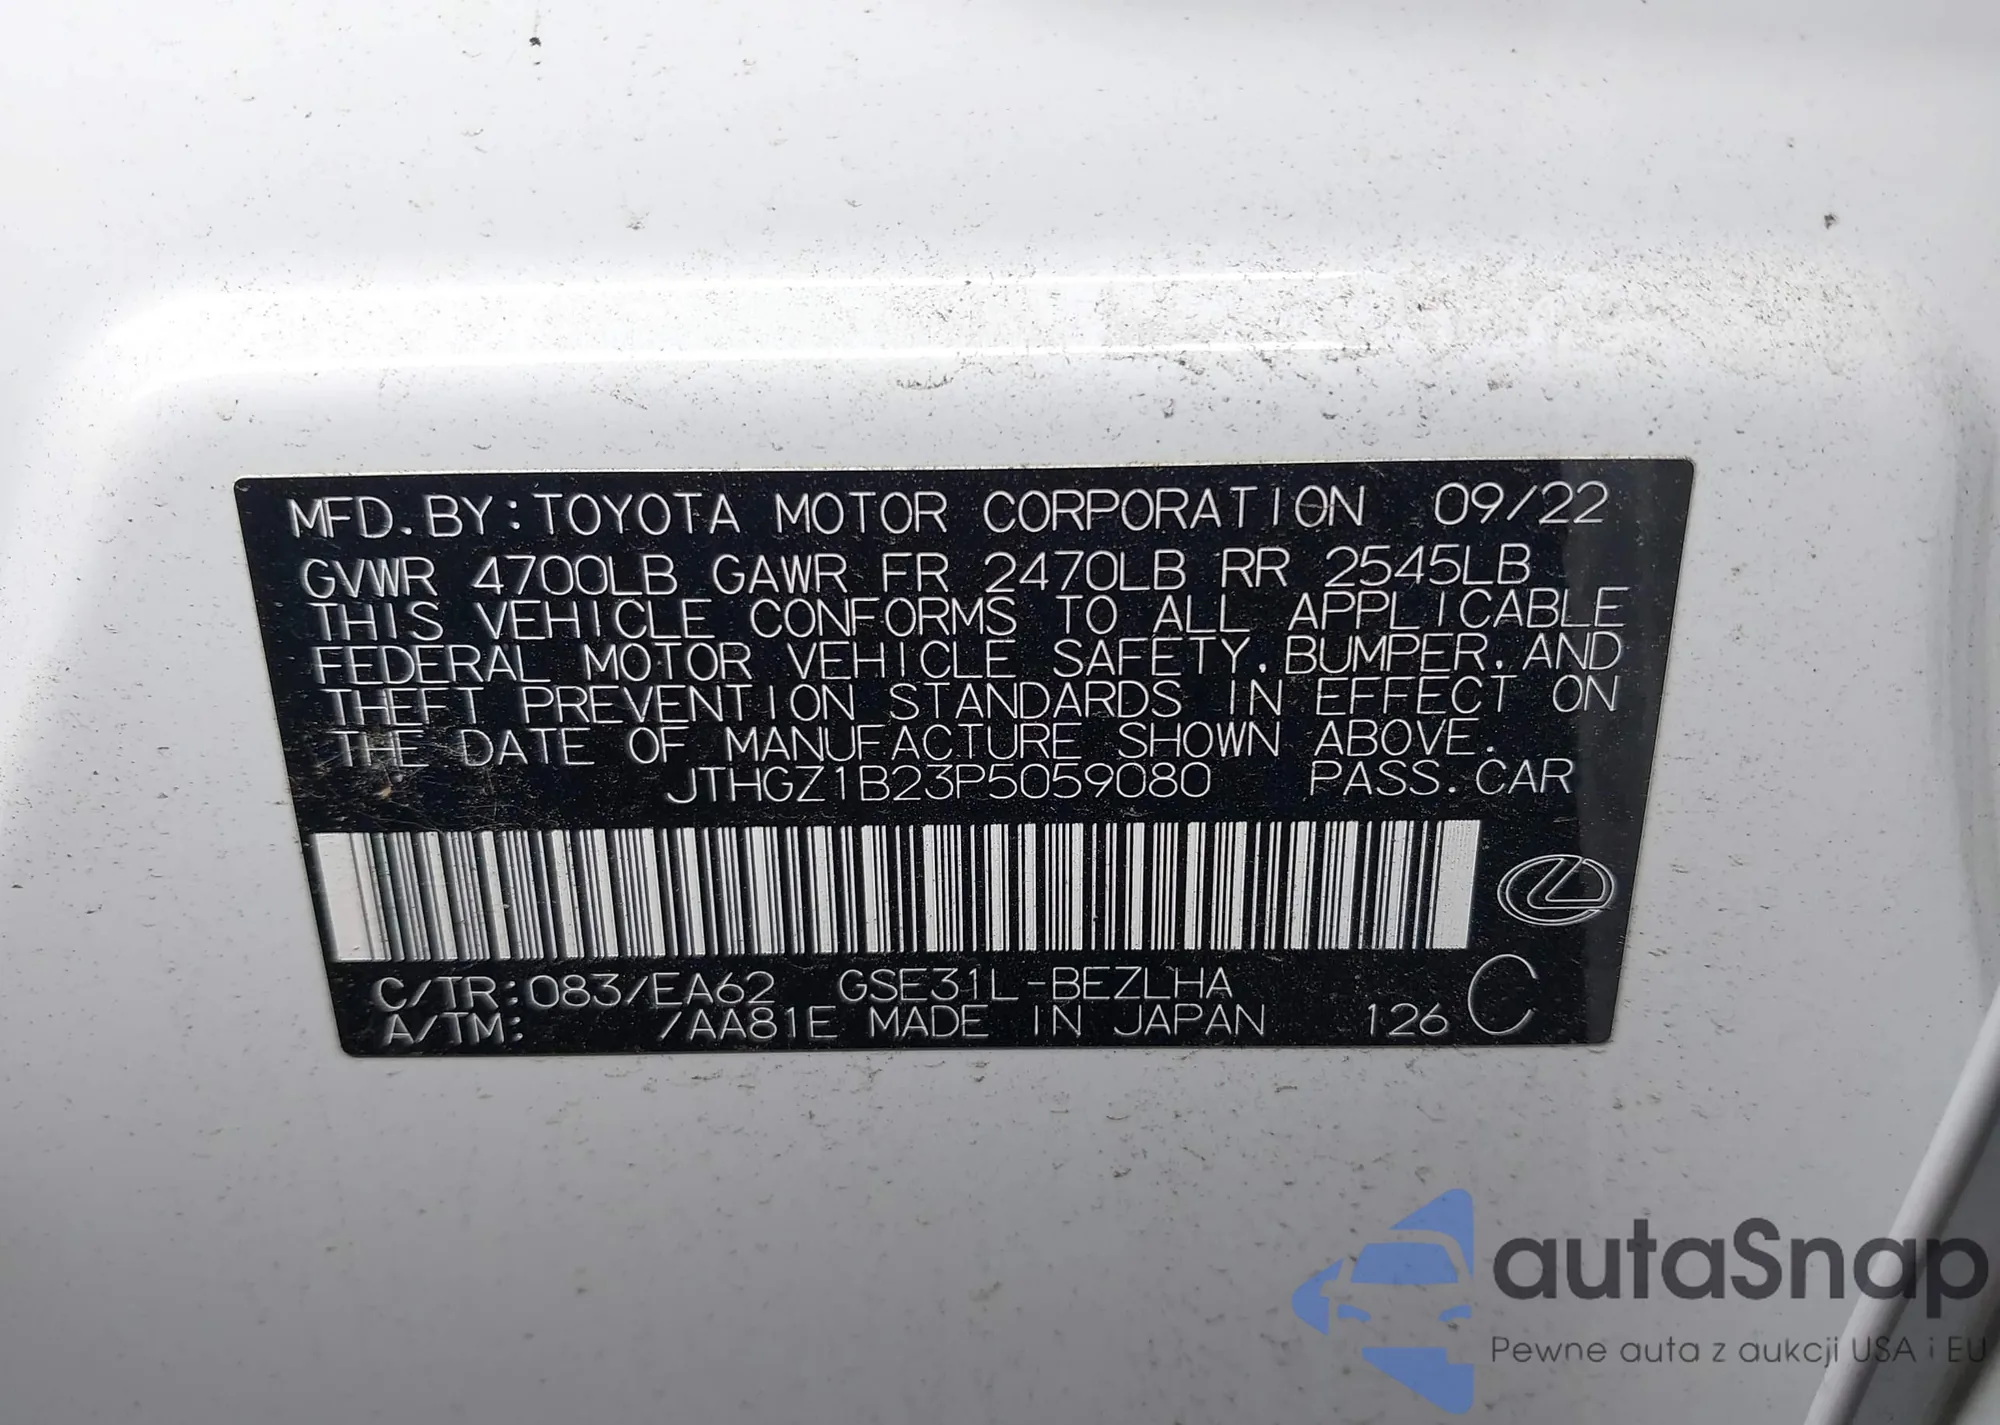 MFD. BY: TOYOTA MOTOR CORPORATION 09/22
GVWR 4700LB GAWR FR 2470LB RR 2545LB
THIS VEHICLE CONFORMS TO ALL APPLICABLE
FEDERAL MOTOR VEHICLE SAFETY, BUMPER, AND
THEFT PREVENTION STANDARDS IN EFFECT ON
THE DATE OF MANUFACTURE SHOWN ABOVE.
JTHGZ1B23P5059080 PASS. CAR
C/TR: 083/EA62 GSE31L-BEZLHA C
A/TM: /AA81E MADE IN JAPAN 126
autaSnap
Pewne auta z aukcji USA i EU